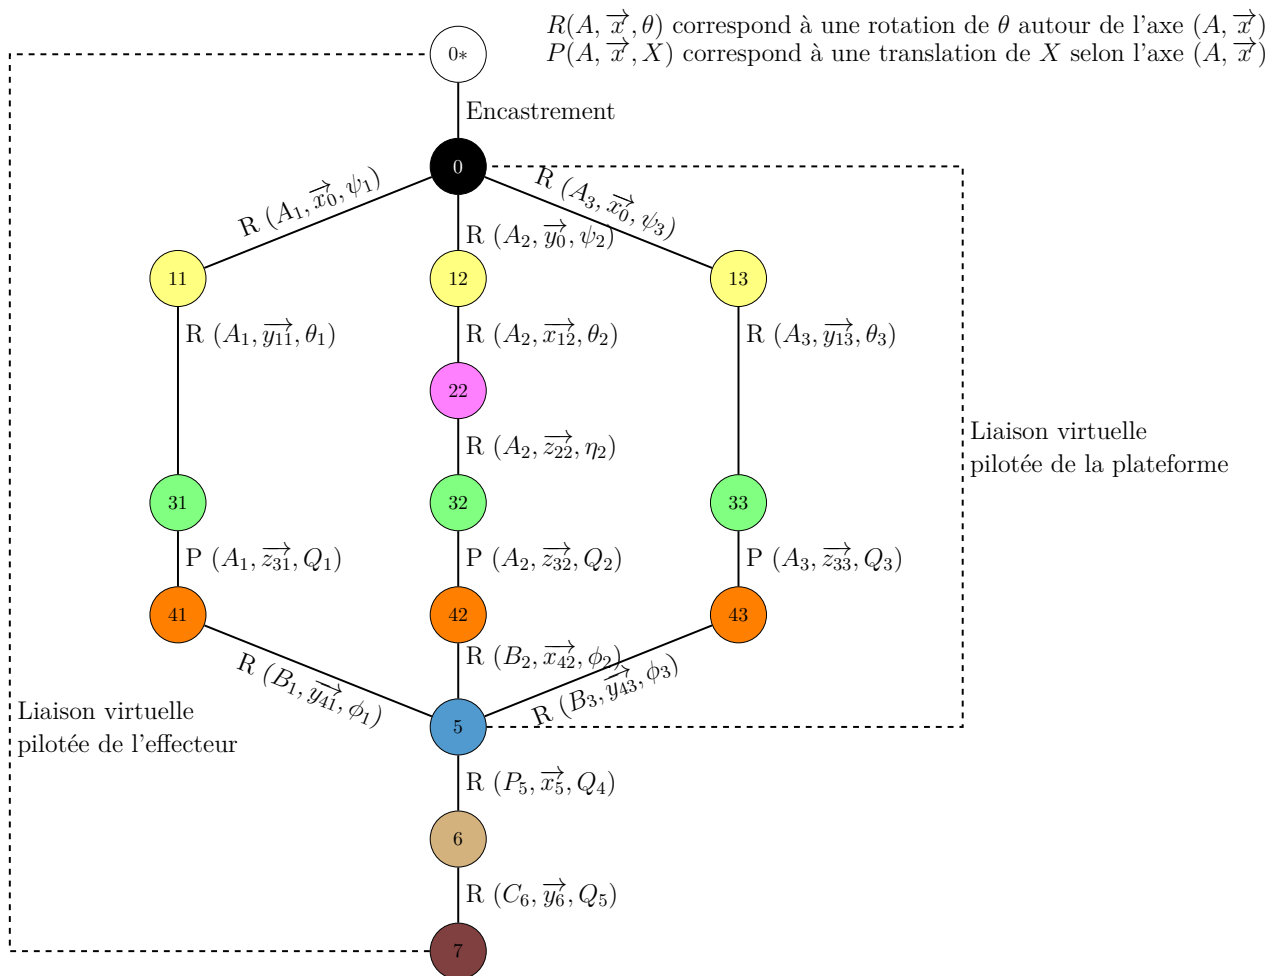 R(A, x⃗, θ) correspond à une rotation de θ autour de l'axe (A, x⃗)
P(A, x⃗, X) correspond à une translation de X selon l'axe (A, x⃗)
0*
Encastrement
0
R (A₁, x₀⃗, ψ₁)
R (A₃, x₀⃗, ψ₃)
R (A₂, y₀⃗, ψ₂)
11
12
13
R (A₁, y₁₁⃗, θ₁)
R (A₂, x₁₂⃗, θ₂)
R (A₃, y₁₃⃗, θ₃)
22
Liaison virtuelle
pilotée de la plateforme
R (A₂, z₂₂⃗, η₂)
31
32
33
P (A₁, z₃₁⃗, Q₁)
P (A₂, z₃₂⃗, Q₂)
P (A₃, z₃₃⃗, Q₃)
41
42
43
R (B₁, y₄₁⃗, ϕ₁)
R (B₂, x₄₂⃗, ϕ₂)
R (B₃, y₄₃⃗, ϕ₃)
Liaison virtuelle
pilotée de l'effecteur
5
R (P₅, x₅⃗, Q₄)
6
R (C₆, y₆⃗, Q₅)
7